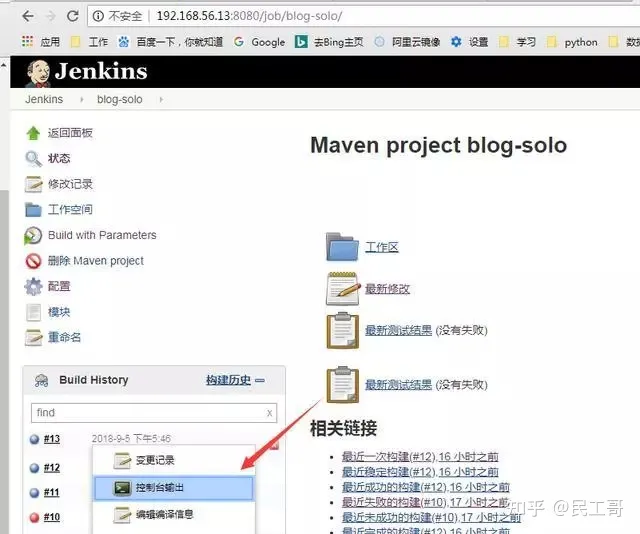 不安全 | 192.168.56.13:8080/job/blog-solo/
应用 工作 百度一下，你就知道 Google 去Bing主页 阿里云镜像 设置 学习 python 数
Jenkins
Jenkins blog-solo
返回面板
状态
修改记录
工作空间
Build with Parameters
删除 Maven project
配置
模块
重命名
Maven project blog-solo
工作区
最新修改
最新测试结果 (没有失败)
最新测试结果 (没有失败)
Build History 构建历史
find x
#13 2018-9-5 下午5:46
变更记录
#12
控制台输出
#11
编辑编译信息
#10
相关链接
最近一次构建(#12),16 小时之前
最近稳定构建(#12),16 小时之前
最近成功的构建(#12),16 小时之前
最近失败的构建(#10),17 小时之前
最近未成功的构建(#10),17 小时之前
最近完成的构建(#12),16 小时之前
知乎 @民工哥